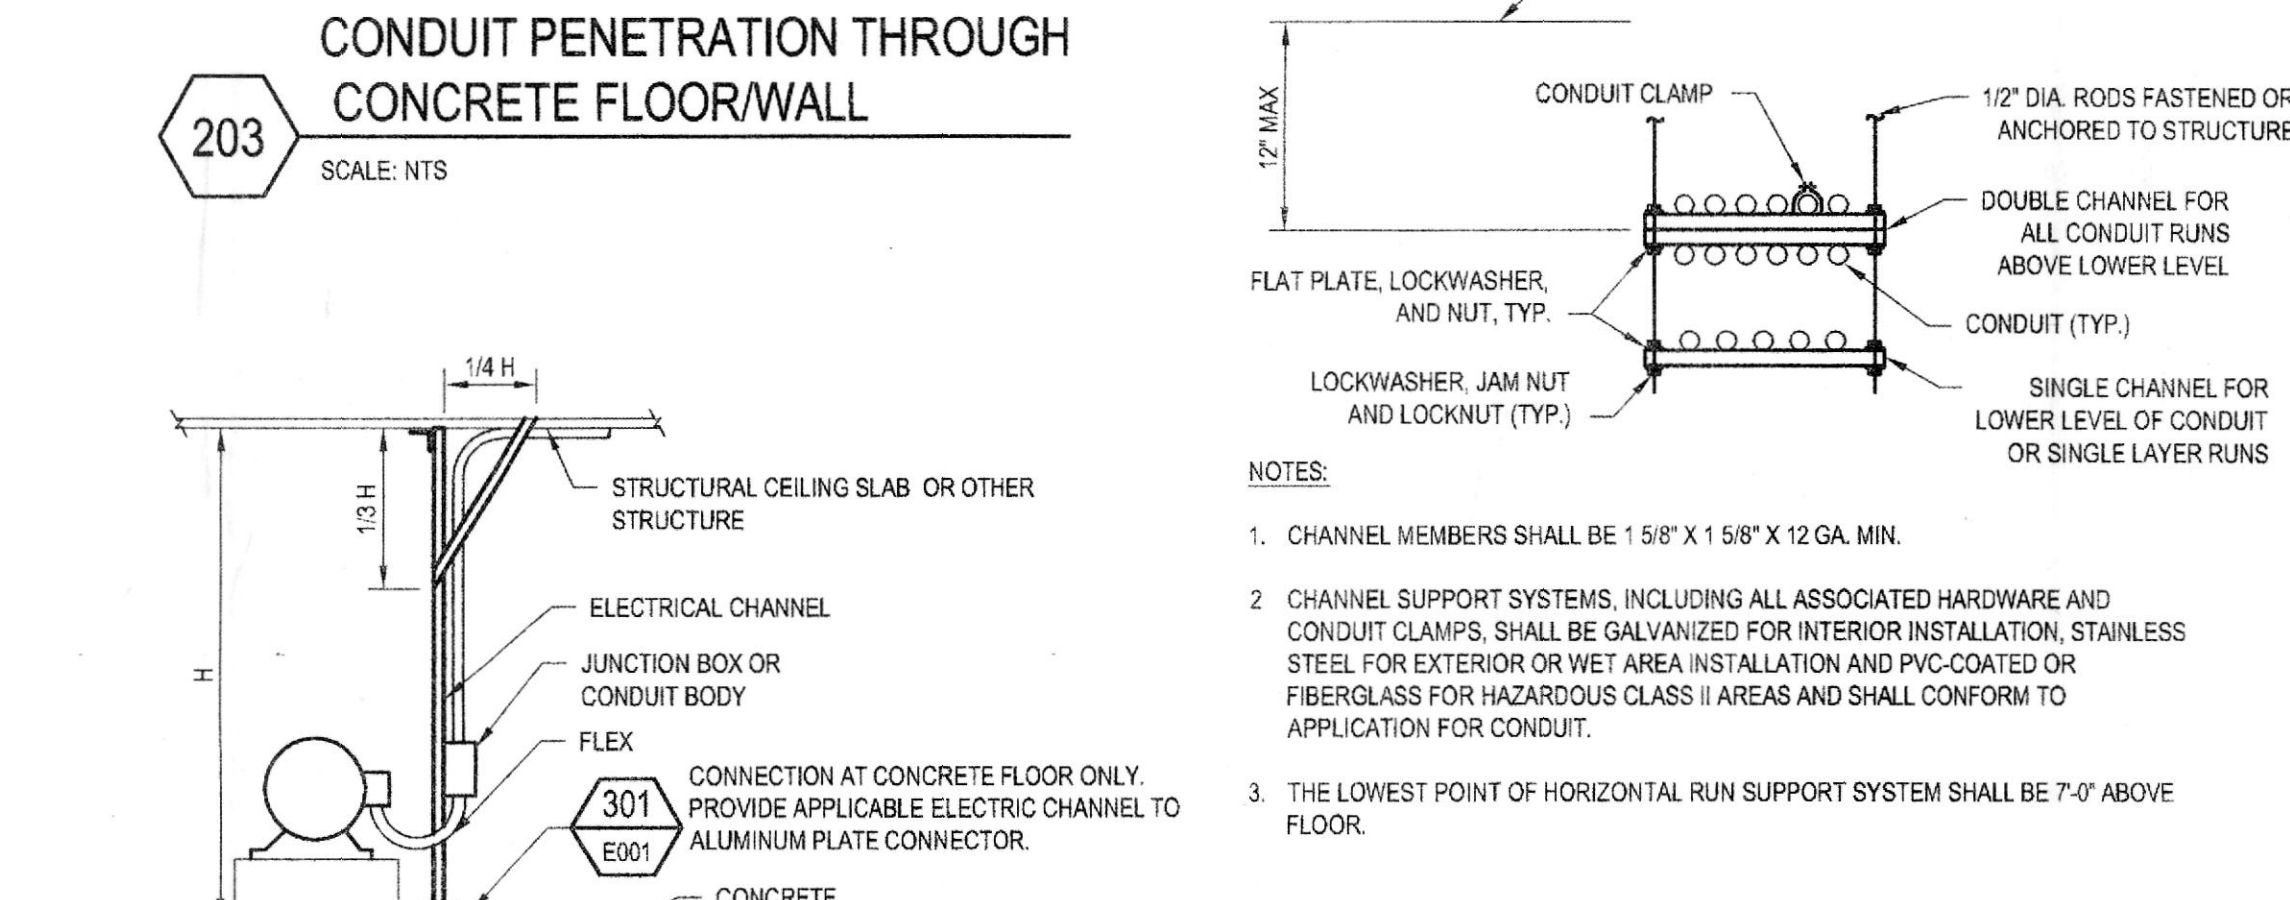 CONDUIT PENETRATION THROUGH
CONCRETE FLOOR/WALL
203
SCALE: NTS
1/4 H
1/3 H
H
STRUCTURAL CEILING SLAB OR OTHER
STRUCTURE
ELECTRICAL CHANNEL
JUNCTION BOX OR
CONDUIT BODY
FLEX
301
E001
CONNECTION AT CONCRETE FLOOR ONLY.
PROVIDE APPLICABLE ELECTRIC CHANNEL TO
ALUMINUM PLATE CONNECTOR.
CONCRETE
12" MAX
CONDUIT CLAMP
1/2" DIA. RODS FASTENED OR
ANCHORED TO STRUCTURE
DOUBLE CHANNEL FOR
ALL CONDUIT RUNS
ABOVE LOWER LEVEL
FLAT PLATE, LOCKWASHER,
AND NUT, TYP.
CONDUIT (TYP.)
LOCKWASHER, JAM NUT
AND LOCKNUT (TYP.)
SINGLE CHANNEL FOR
LOWER LEVEL OF CONDUIT
OR SINGLE LAYER RUNS
NOTES:
1. CHANNEL MEMBERS SHALL BE 1 5/8" X 1 5/8" X 12 GA. MIN.
2 CHANNEL SUPPORT SYSTEMS, INCLUDING ALL ASSOCIATED HARDWARE AND
CONDUIT CLAMPS, SHALL BE GALVANIZED FOR INTERIOR INSTALLATION, STAINLESS
STEEL FOR EXTERIOR OR WET AREA INSTALLATION AND PVC-COATED OR
FIBERGLASS FOR HAZARDOUS CLASS II AREAS AND SHALL CONFORM TO
APPLICATION FOR CONDUIT.
3. THE LOWEST POINT OF HORIZONTAL RUN SUPPORT SYSTEM SHALL BE 7'-0" ABOVE
FLOOR.